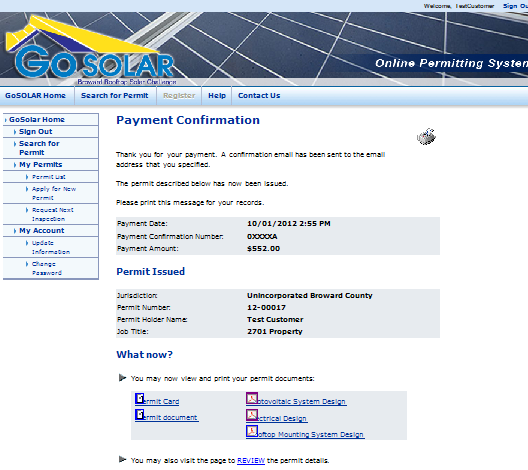 Welcome, TestCustomer Sign Ou
GO SOLAR
Broward Rooftop Solar Challenge
Online Permitting System
GoSOLAR Home Search for Permit Register Help Contact Us
GoSolar Home
Sign Out
Search for
Permit
My Permits
Permit List
Apply for New
Permit
Request Next
Inspection
My Account
Update
Information
Change
Password
Payment Confirmation
Thank you for your payment. A confirmation email has been sent to the email
address that you specified.
The permit described below has now been issued.
Please print this message for your records.
Payment Date: 10/01/2012 2:55 PM
Payment Confirmation Number: 0XXXXA
Payment Amount: $552.00
Permit Issued
Jurisdiction: Unincorporated Broward County
Permit Number: 12-00017
Permit Holder Name: Test Customer
Job Title: 2701 Property
What now?
You may now view and print your permit documents:
ermit Card otovoltaic System Design
ermit document ectrical Design
oftop Mounting System Design
You may also visit the page to REVIEW the permit details.